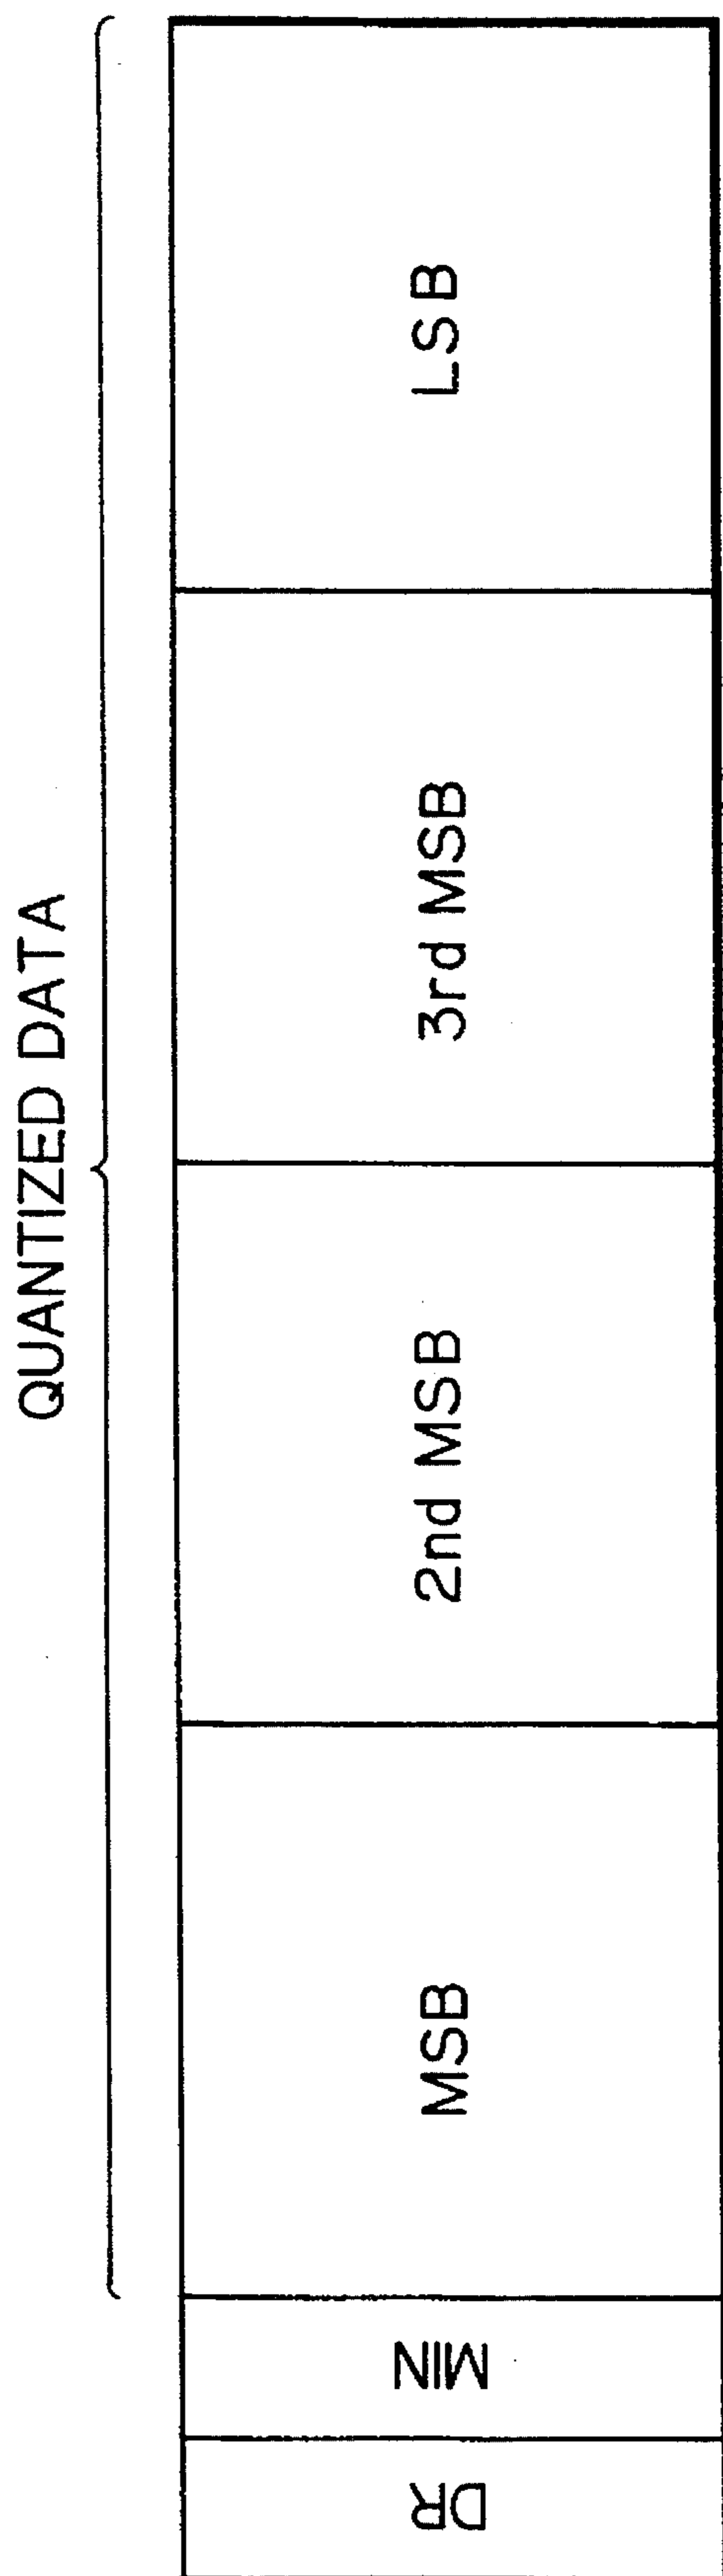 QUANTIZED DATA
DR
MIN
MSB
2nd MSB
3rd MSB
LSB